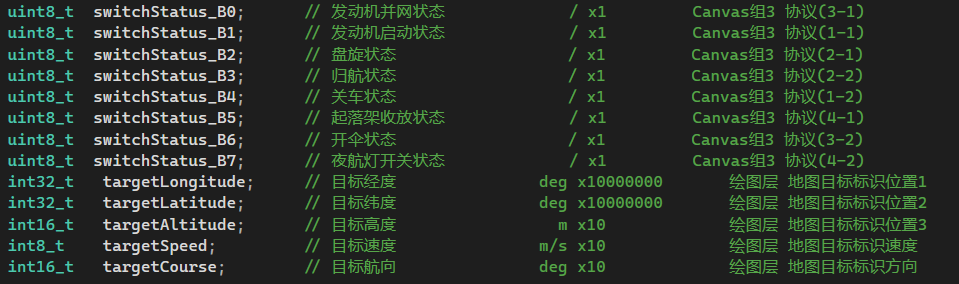 uint8_t switchStatus_B0; // 发动机并网状态 / x1 Canvas组3 协议(3-1)
uint8_t switchStatus_B1; // 发动机启动状态 / x1 Canvas组3 协议(1-1)
uint8_t switchStatus_B2; // 盘旋状态 / x1 Canvas组3 协议(2-1)
uint8_t switchStatus_B3; // 归航状态 / x1 Canvas组3 协议(2-2)
uint8_t switchStatus_B4; // 关车状态 / x1 Canvas组3 协议(1-2)
uint8_t switchStatus_B5; // 起落架收放状态 / x1 Canvas组3 协议(4-1)
uint8_t switchStatus_B6; // 开伞状态 / x1 Canvas组3 协议(3-2)
uint8_t switchStatus_B7; // 夜航灯开关状态 / x1 Canvas组3 协议(4-2)
int32_t targetLongitude; // 目标经度 deg x10000000 绘图层 地图目标标识位置1
int32_t targetLatitude; // 目标纬度 deg x10000000 绘图层 地图目标标识位置2
int16_t targetAltitude; // 目标高度 m x10 绘图层 地图目标标识位置3
int8_t targetSpeed; // 目标速度 m/s x10 绘图层 地图目标标识速度
int16_t targetCourse; // 目标航向 deg x10 绘图层 地图目标标识方向